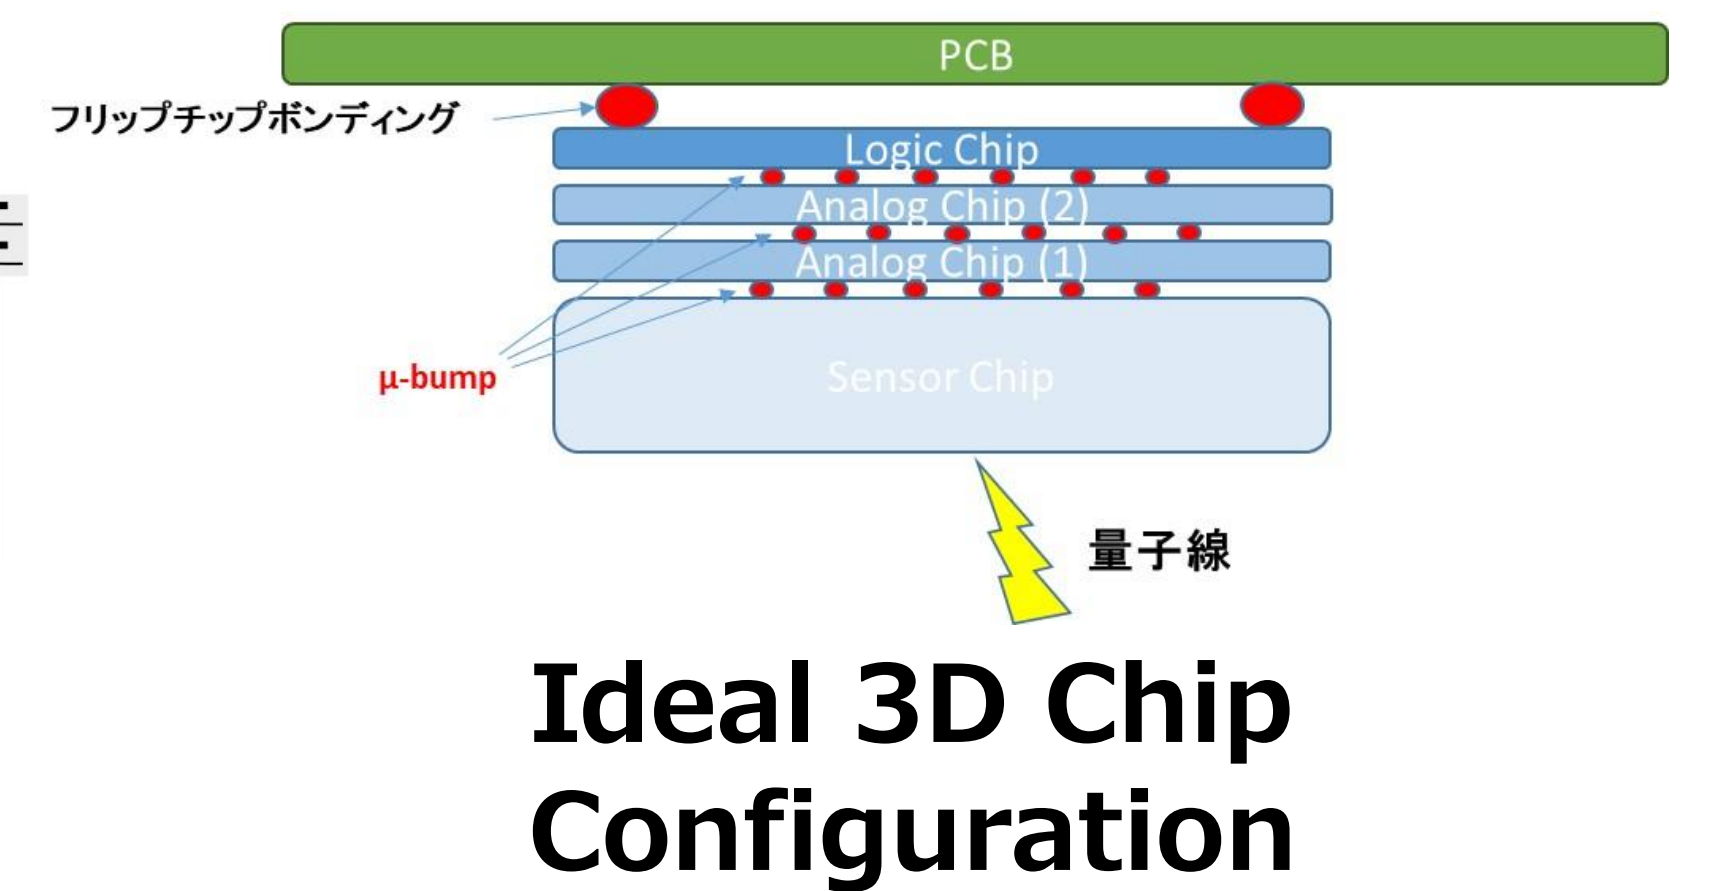 PCB
フリップチップボンディング
Logic Chip
Analog Chip (2)
Analog Chip (1)
μ-bump
Sensor Chip
量子線
Ideal 3D Chip
Configuration